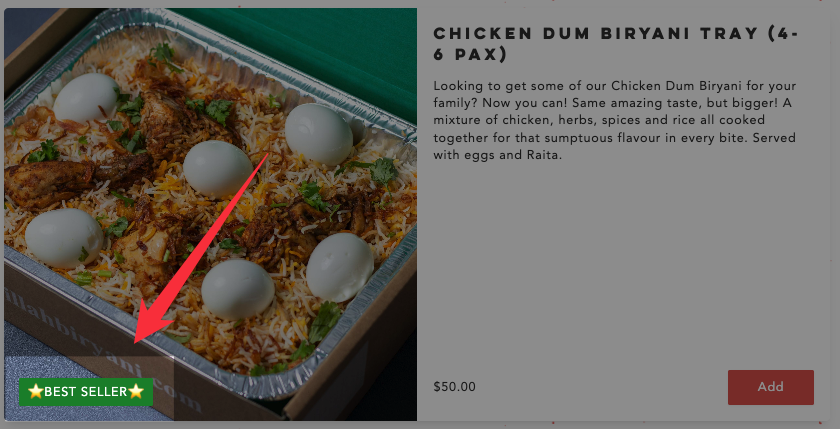 CHICKEN DUM BIRYANI TRAY (4-
6 PAX)
Looking to get some of our Chicken Dum Biryani for your
family? Now you can! Same amazing taste, but bigger! A
mixture of chicken, herbs, spices and rice all cooked
together for that sumptuous flavour in every bite. Served
with eggs and Raita.
illahbiryani.com
⭐BEST SELLER⭐
$50.00
Add